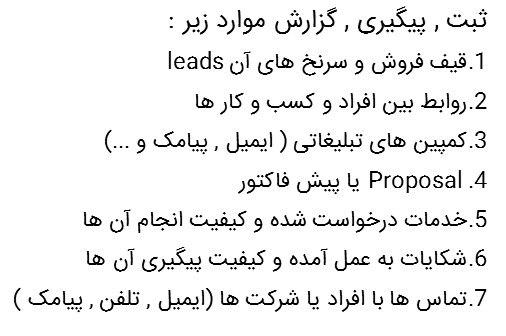 ثبت , پیگیری , گزارش موارد زیر :
1.قیف فروش و سرنخ های آن leads
2.روابط بین افراد و کسب و کار ها
3.کمپین های تبلیغاتی ( ایمیل , پیامک و ...)
4. Proposal یا پیش فاکتور
5.خدمات درخواست شده و کیفیت انجام آن ها
6.شکایات به عمل آمده و کیفیت پیگیری آن ها
7.تماس ها با افراد یا شرکت ها (ایمیل , تلفن , پیامک )